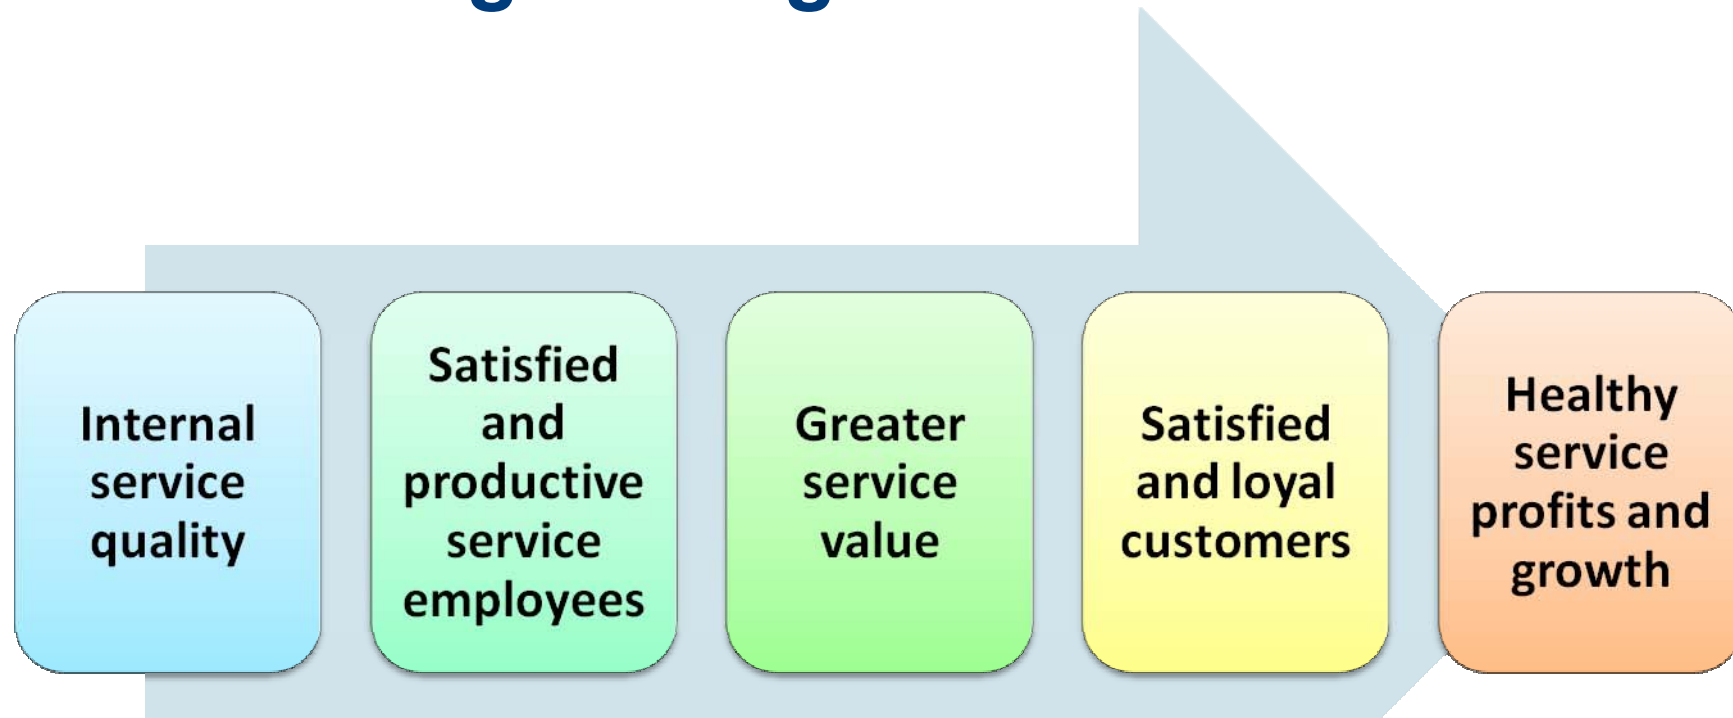 Internal
service
quality
Satisfied
and
productive
service
employees
Greater
service
value
Satisfied
and loyal
customers
Healthy
service
profits and
growth